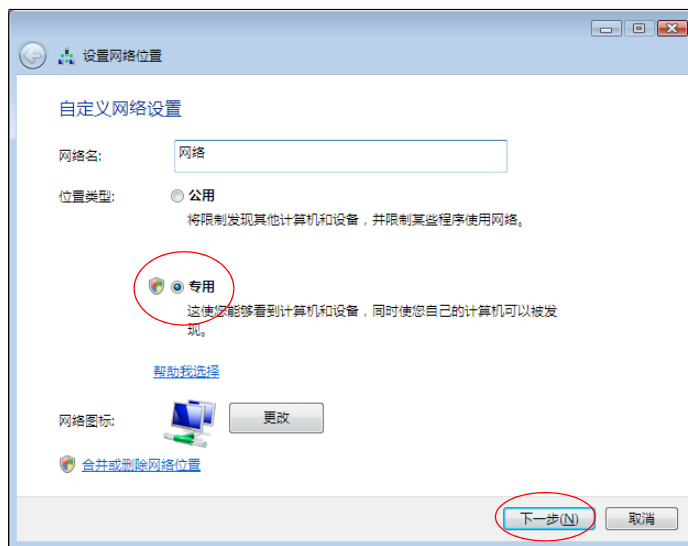 设置网络位置
自定义网络设置
网络名:
网络
位置类型:
公用
将限制发现其他计算机和设备，并限制某些程序使用网络。
专用
这使您能够看到计算机和设备，同时使您自己的计算机可以被发
现。
帮助我选择
网络图标:
更改
合并或删除网络位置
下一步(N)
取消